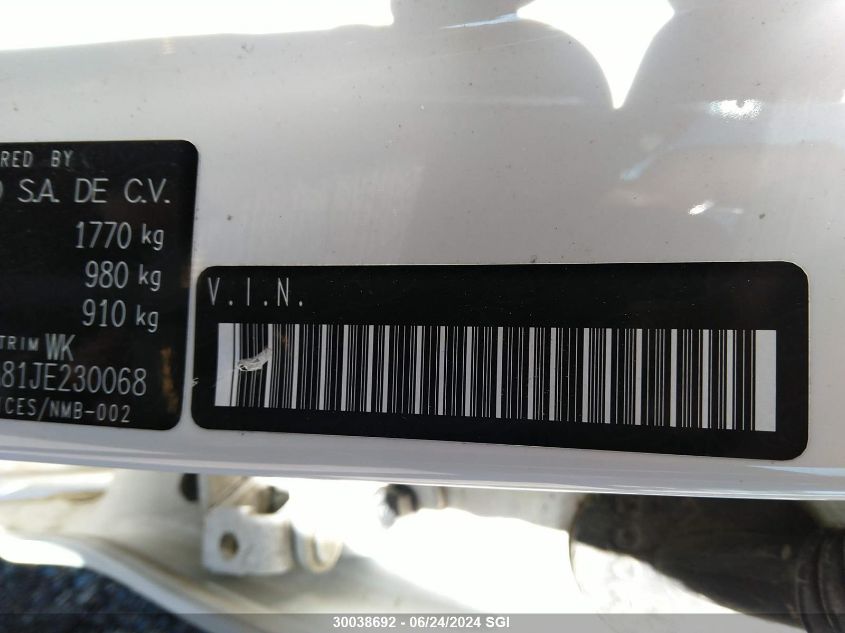 RED BY
S.A. DE C.V.
1770 kg
980 kg
910 kg
TRIM WK
81JE230068
ICES/NMB-002
V.I.N.
30038692 - 06/24/2024 SGI